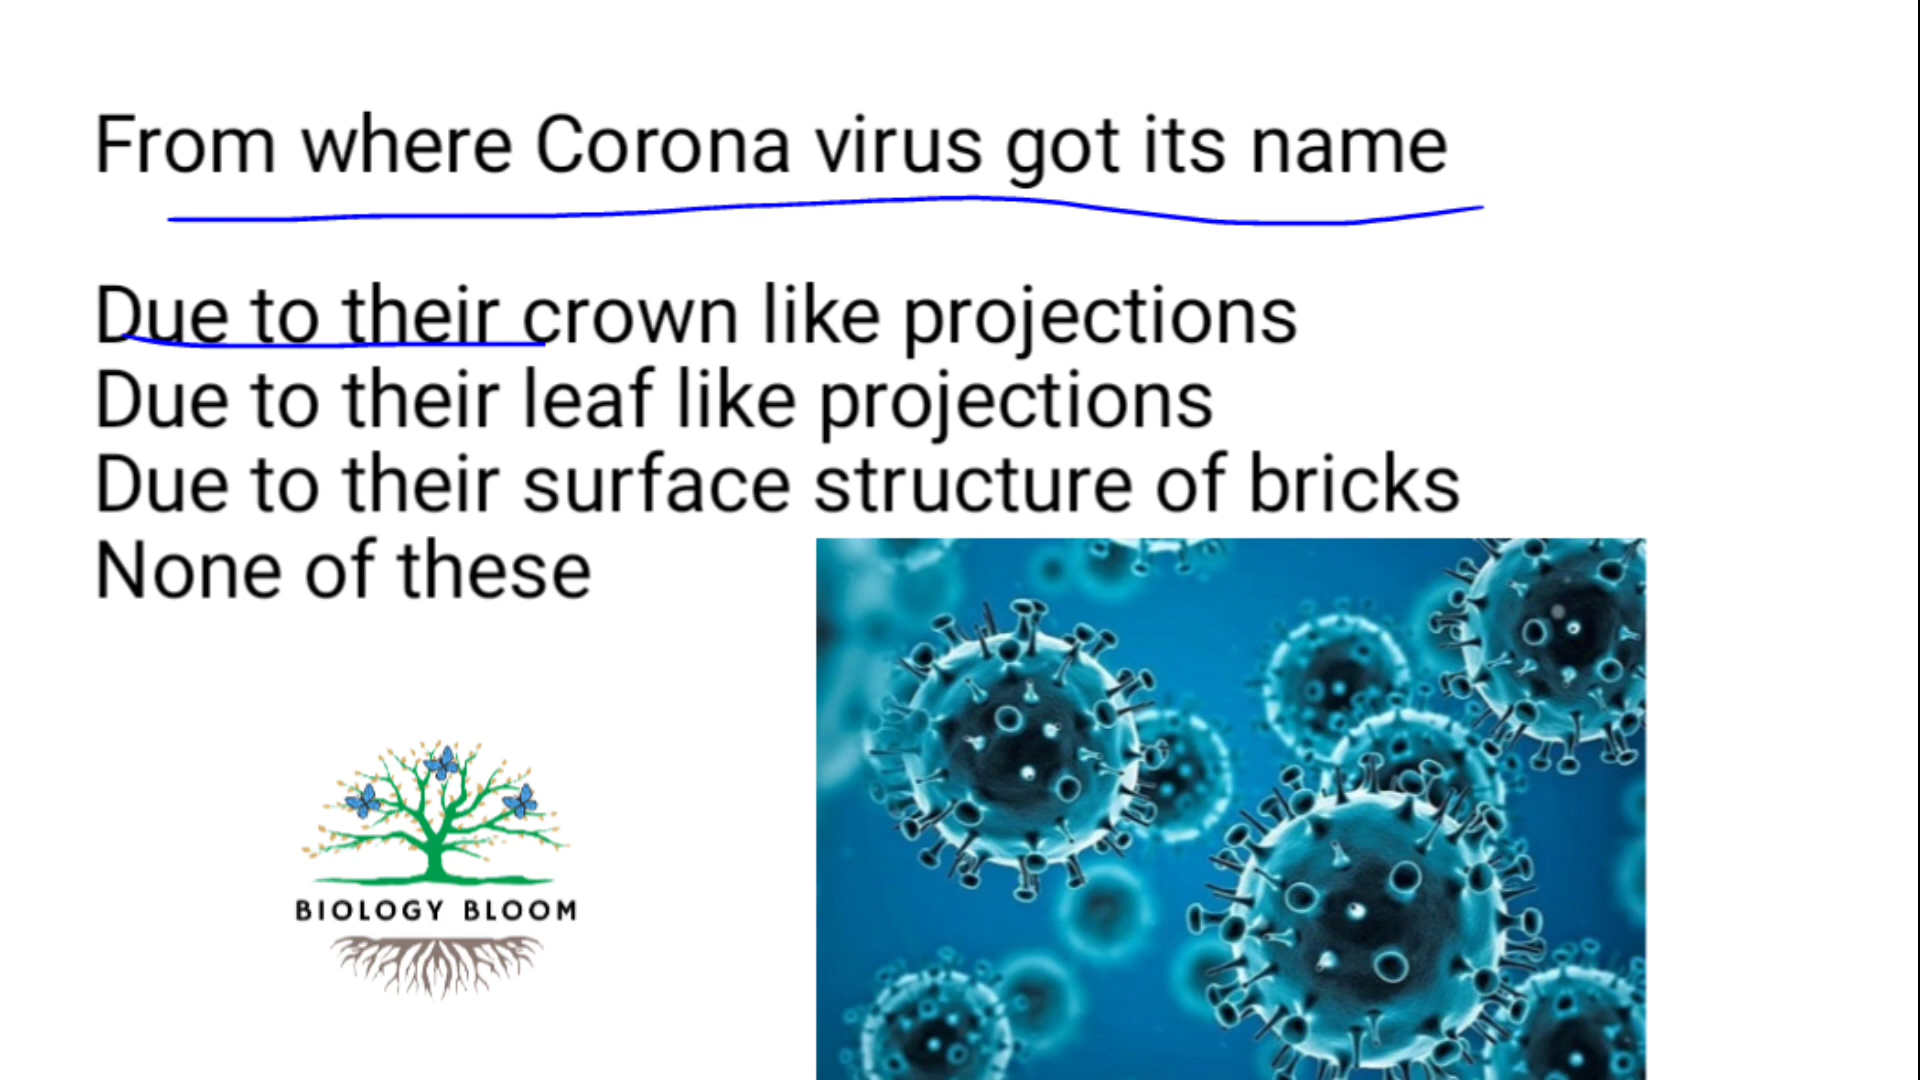 From where Corona virus got its name
Due to their crown like projections
Due to their leaf like projections
Due to their surface structure of bricks
None of these
BIOLOGY BLOOM